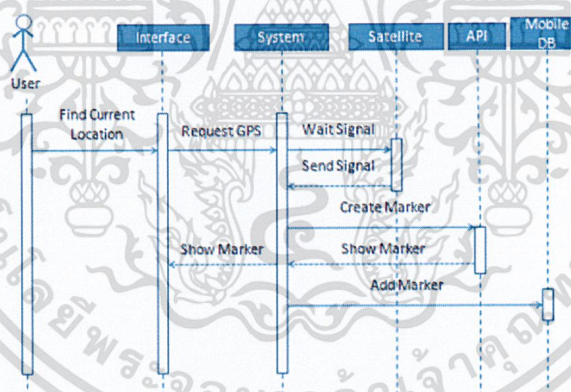 Interface System Satellite API Mobile
DB
User
Find Current
Location
Request GPS Wait Signal
Send Signal
Create Marker
Show Marker Show Marker
Add Marker